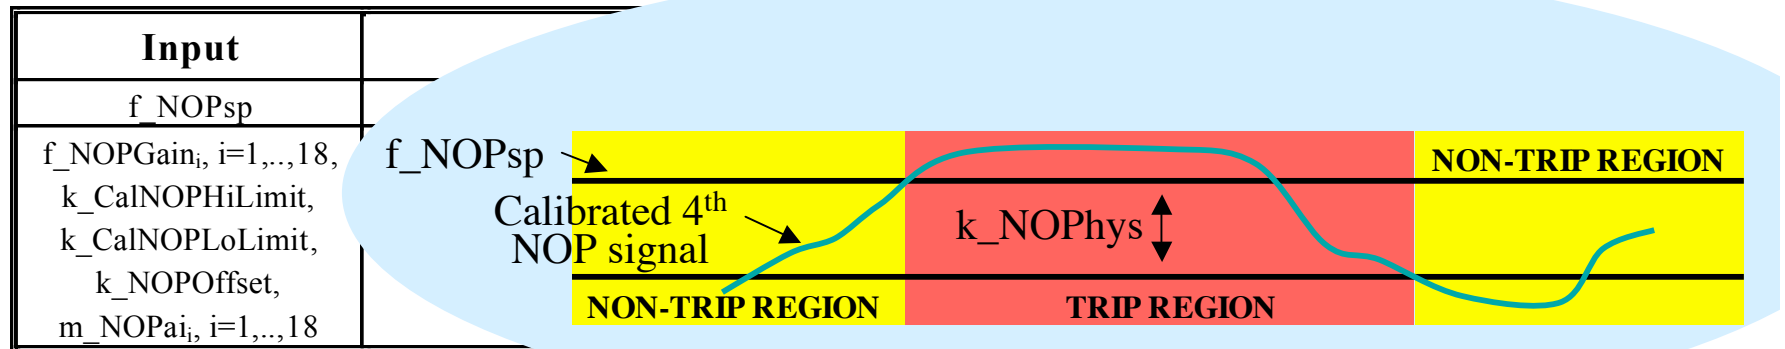 Input
f_NOPsp
f_NOPGainᵢ, i=1,..,18,
k_CalNOPHiLimit,
k_CalNOPLoLimit,
k_NOPOffset,
m_NOPaiᵢ, i=1,..,18
f_NOPsp
NON-TRIP REGION
Calibrated 4th
NOP signal
k_NOPhys
NON-TRIP REGION
TRIP REGION